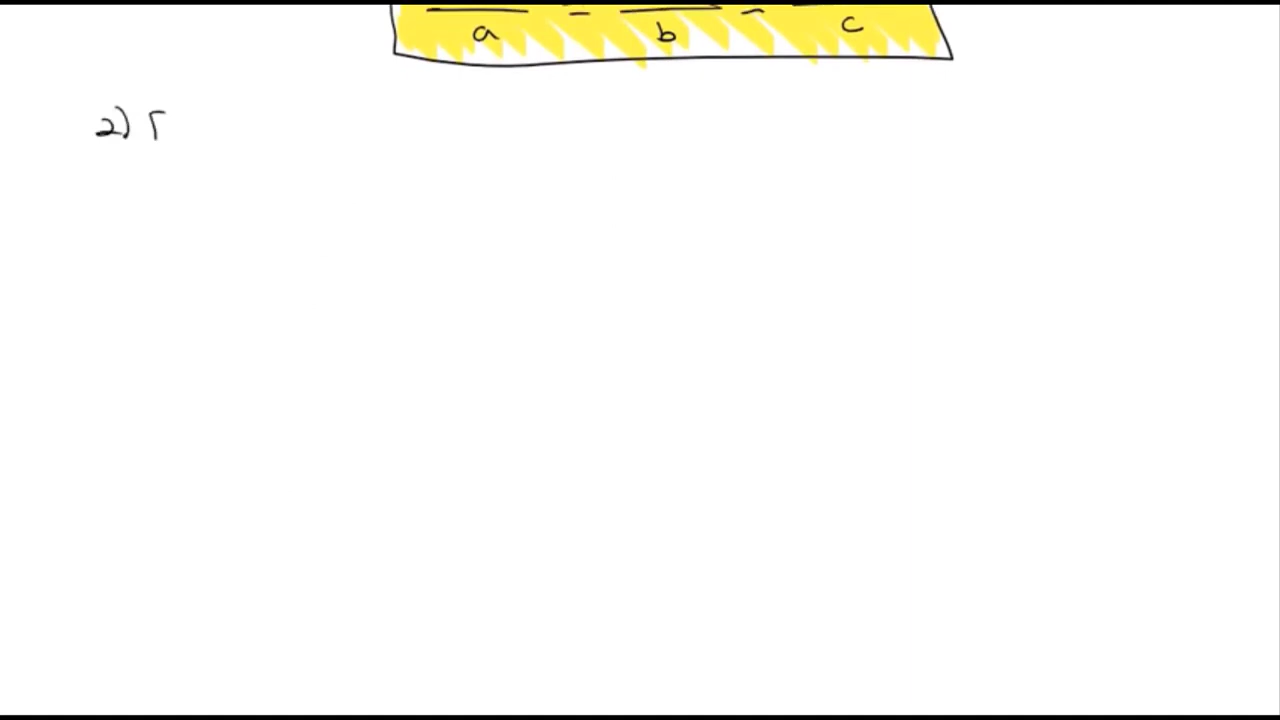 a = b = c
2) Γ